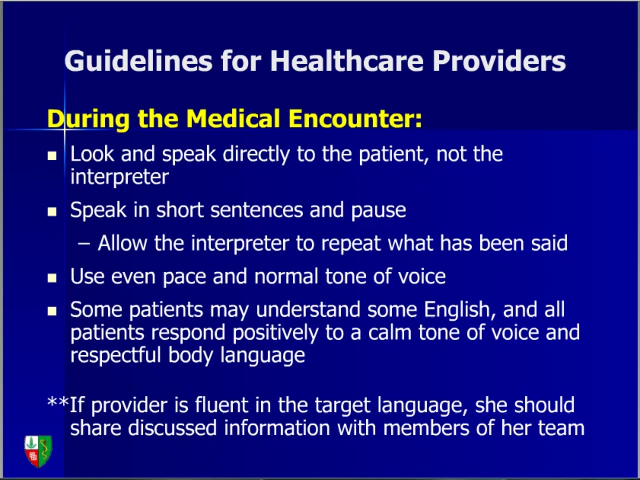 Guidelines for Healthcare Providers
During the Medical Encounter:
■ Look and speak directly to the patient, not the
interpreter
■ Speak in short sentences and pause
– Allow the interpreter to repeat what has been said
■ Use even pace and normal tone of voice
■ Some patients may understand some English, and all
patients respond positively to a calm tone of voice and
respectful body language
**If provider is fluent in the target language, she should
share discussed information with members of her team